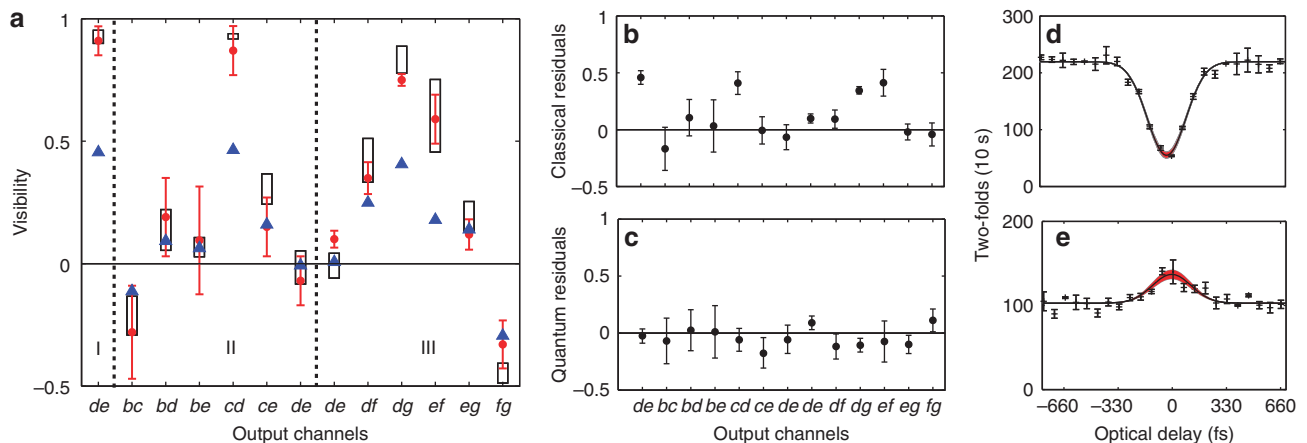 a
1
0.5
0
−0.5
Visibility
I
II
III
de bc bd be cd ce de de df dg ef eg fg
Output channels
b
1
0.5
0
−0.5
Classical residuals
c
1
0.5
0
−0.5
Quantum residuals
de bc bd be cd ce de de df dg ef eg fg
Output channels
d
300
200
100
0
Two-folds (10 s)
e
200
100
0
−660 −330 0 330 660
Optical delay (fs)